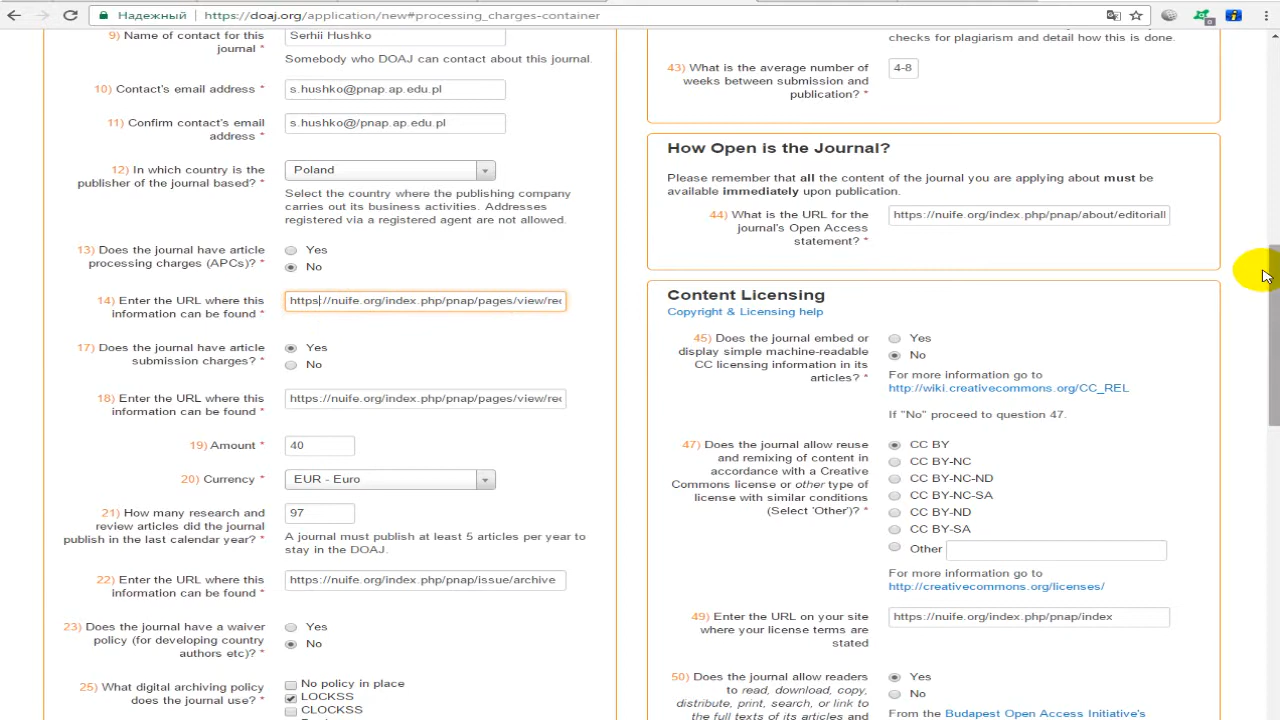 Надежный
https://doaj.org/application/new#processing_charges-container
9) Name of contact for this
journal *
Serhii Hushko
Somebody who DOAJ can contact about this journal.
10) Contact's email address *
s.hushko@pnap.ap.edu.pl
11) Confirm contact's email
address *
s.hushko@/pnap.ap.edu.pl
12) In which country is the
publisher of the journal based? *
Poland
Select the country where the publishing company
carries out its business activities. Addresses
registered via a registered agent are not allowed.
13) Does the journal have article
processing charges (APCs)? *
Yes
No
14) Enter the URL where this
information can be found *
https://nuife.org/index.php/pnap/pages/view/rec
17) Does the journal have article
submission charges? *
Yes
No
18) Enter the URL where this
information can be found *
https://nuife.org/index.php/pnap/pages/view/rec
19) Amount *
40
20) Currency *
EUR - Euro
21) How many research and
review articles did the journal
publish in the last calendar year? *
97
A journal must publish at least 5 articles per year to
stay in the DOAJ.
22) Enter the URL where this
information can be found *
https://nuife.org/index.php/pnap/issue/archive
23) Does the journal have a waiver
policy (for developing country
authors etc)? *
Yes
No
25) What digital archiving policy
does the journal use? *
No policy in place
LOCKSS
CLOCKSS
checks for plagiarism and detail how this is done.
43) What is the average number of
weeks between submission and
publication? *
4-8
How Open is the Journal?
Please remember that all the content of the journal you are applying about must be
available immediately upon publication.
44) What is the URL for the
journal's Open Access
statement? *
https://nuife.org/index.php/pnap/about/editoriall
Content Licensing
Copyright & Licensing help
45) Does the journal embed or
display simple machine-readable
CC licensing information in its
articles? *
Yes
No
For more information go to
http://wiki.creativecommons.org/CC_REL
If "No" proceed to question 47.
47) Does the journal allow reuse
and remixing of content in
accordance with a Creative
Commons license or other type of
license with similar conditions
(Select 'Other')? *
CC BY
CC BY-NC
CC BY-NC-ND
CC BY-NC-SA
CC BY-ND
CC BY-SA
Other
For more information go to
http://creativecommons.org/licenses/
49) Enter the URL on your site
where your license terms are
stated
https://nuife.org/index.php/pnap/index
50) Does the journal allow readers
to read, download, copy,
distribute, print, search, or link to
the full texts of its articles and
Yes
No
From the Budapest Open Access Initiative's